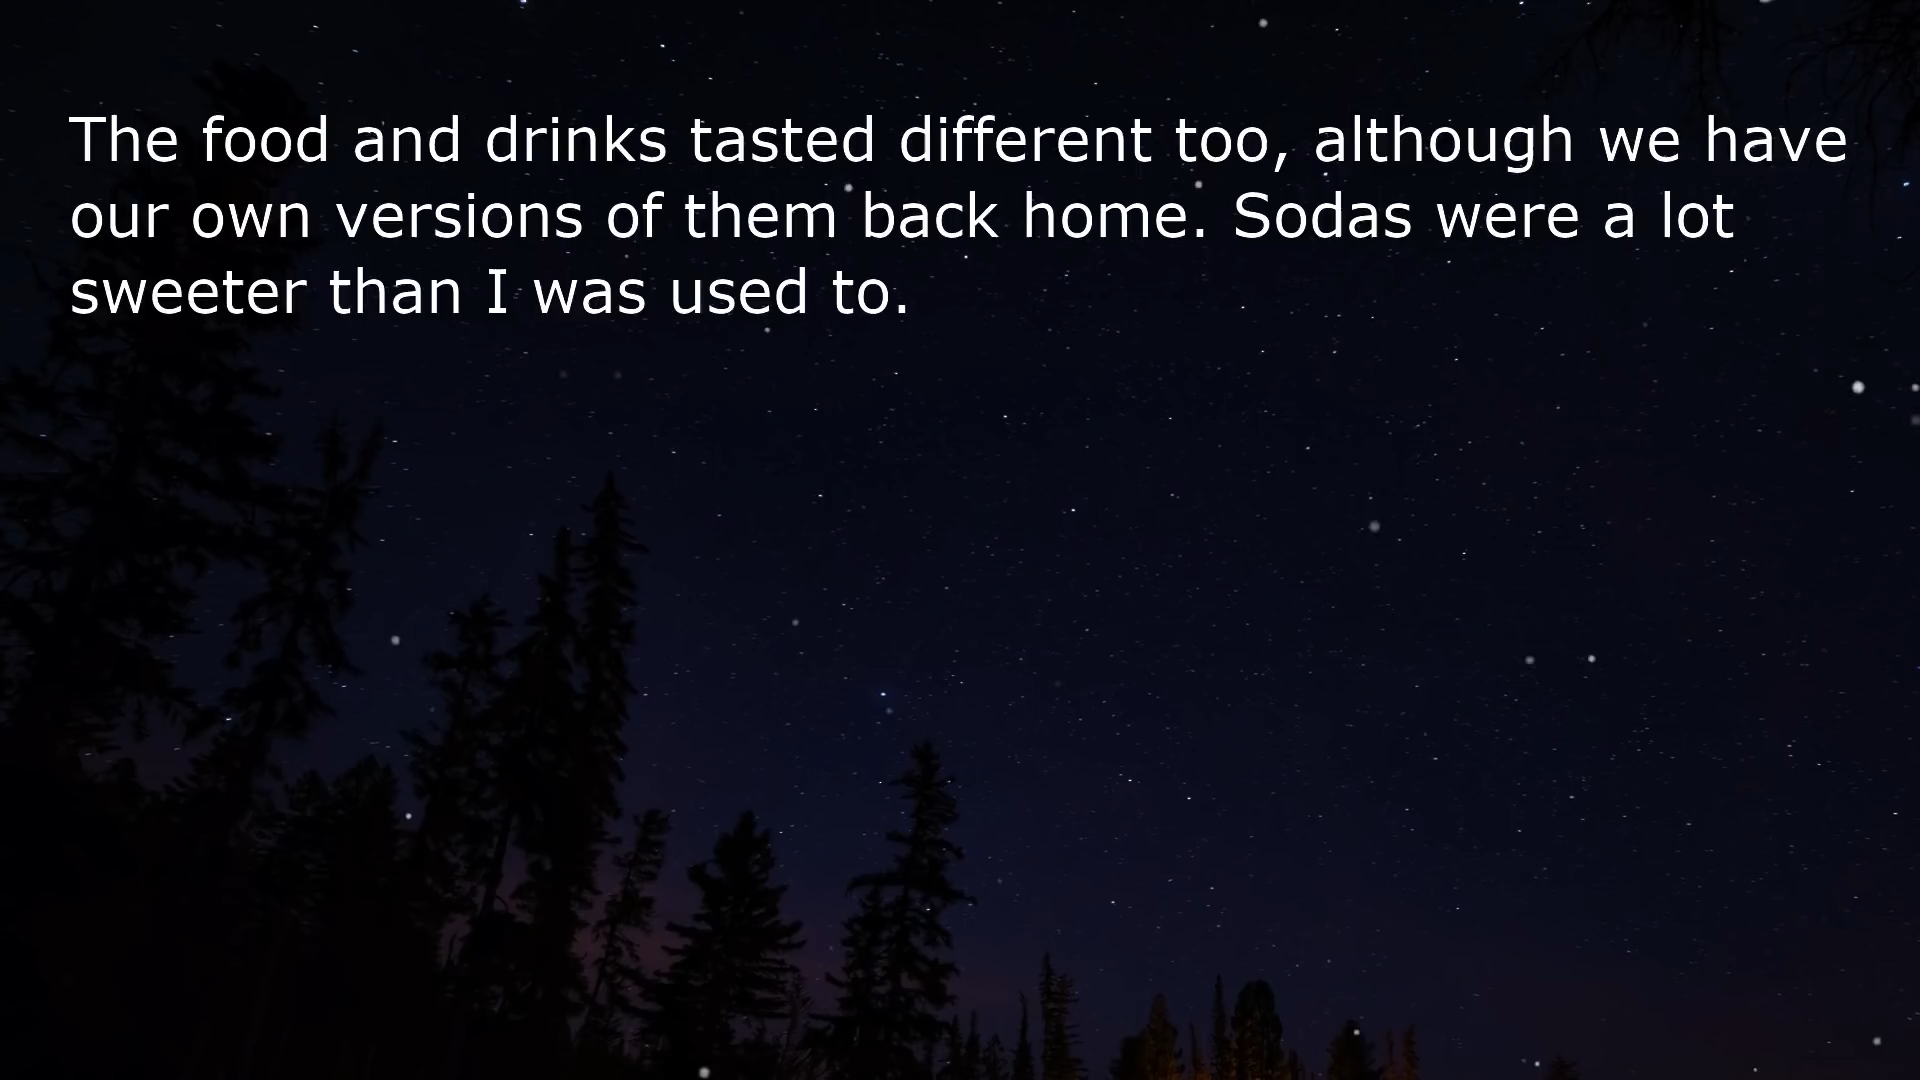 The food and drinks tasted different too, although we have
our own versions of them back home. Sodas were a lot
sweeter than I was used to.